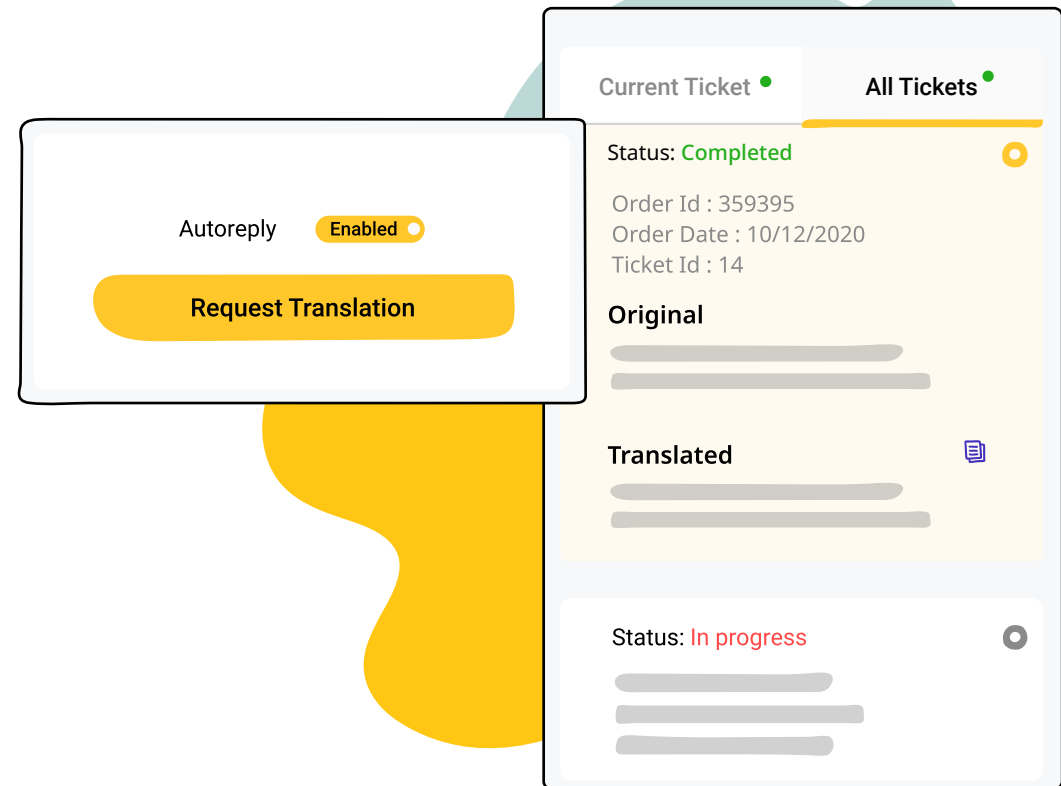 Autoreply
Enabled
Request Translation
Current Ticket
All Tickets
Status: Completed
Order Id : 359395
Order Date : 10/12/2020
Ticket Id : 14
Original
Translated
Status: In progress